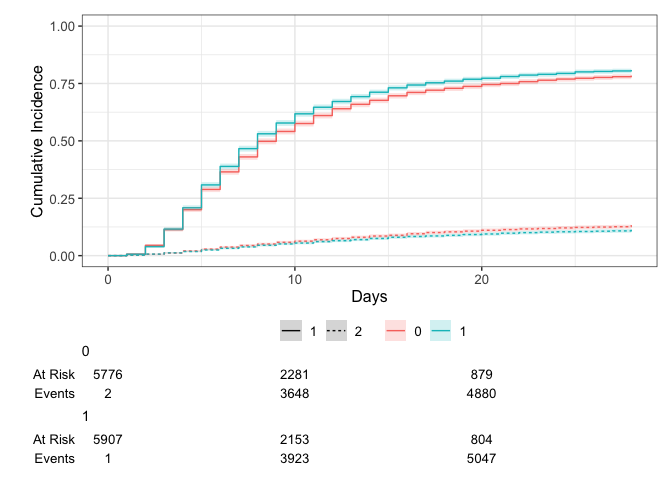 1.00
0.75
0.50
0.25
0.00
Cumulative Incidence
0 10 20
Days
1 2 0 1
0
At Risk 5776 2281 879
Events 2 3648 4880
1
At Risk 5907 2153 804
Events 1 3923 5047